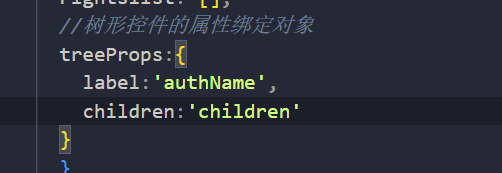 rightslist: [],
//树形控件的属性绑定对象
treeProps:{
label:'authName',
children:'children'
}
}